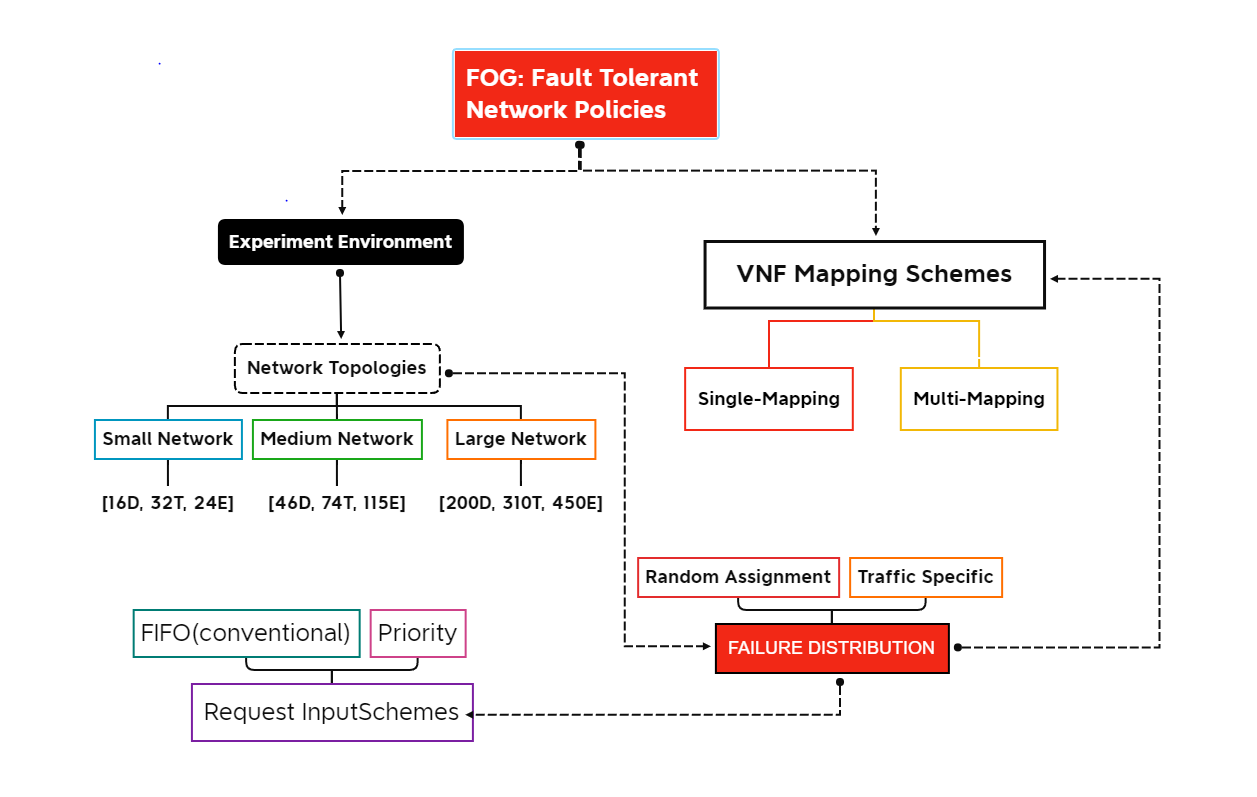 FOG: Fault Tolerant
Network Policies
Experiment Environment
VNF Mapping Schemes
Network Topologies
Single-Mapping
Multi-Mapping
Small Network
Medium Network
Large Network
[16D, 32T, 24E]
[46D, 74T, 115E]
[200D, 310T, 450E]
Random Assignment
Traffic Specific
FIFO(conventional)
Priority
FAILURE DISTRIBUTION
Request InputSchemes